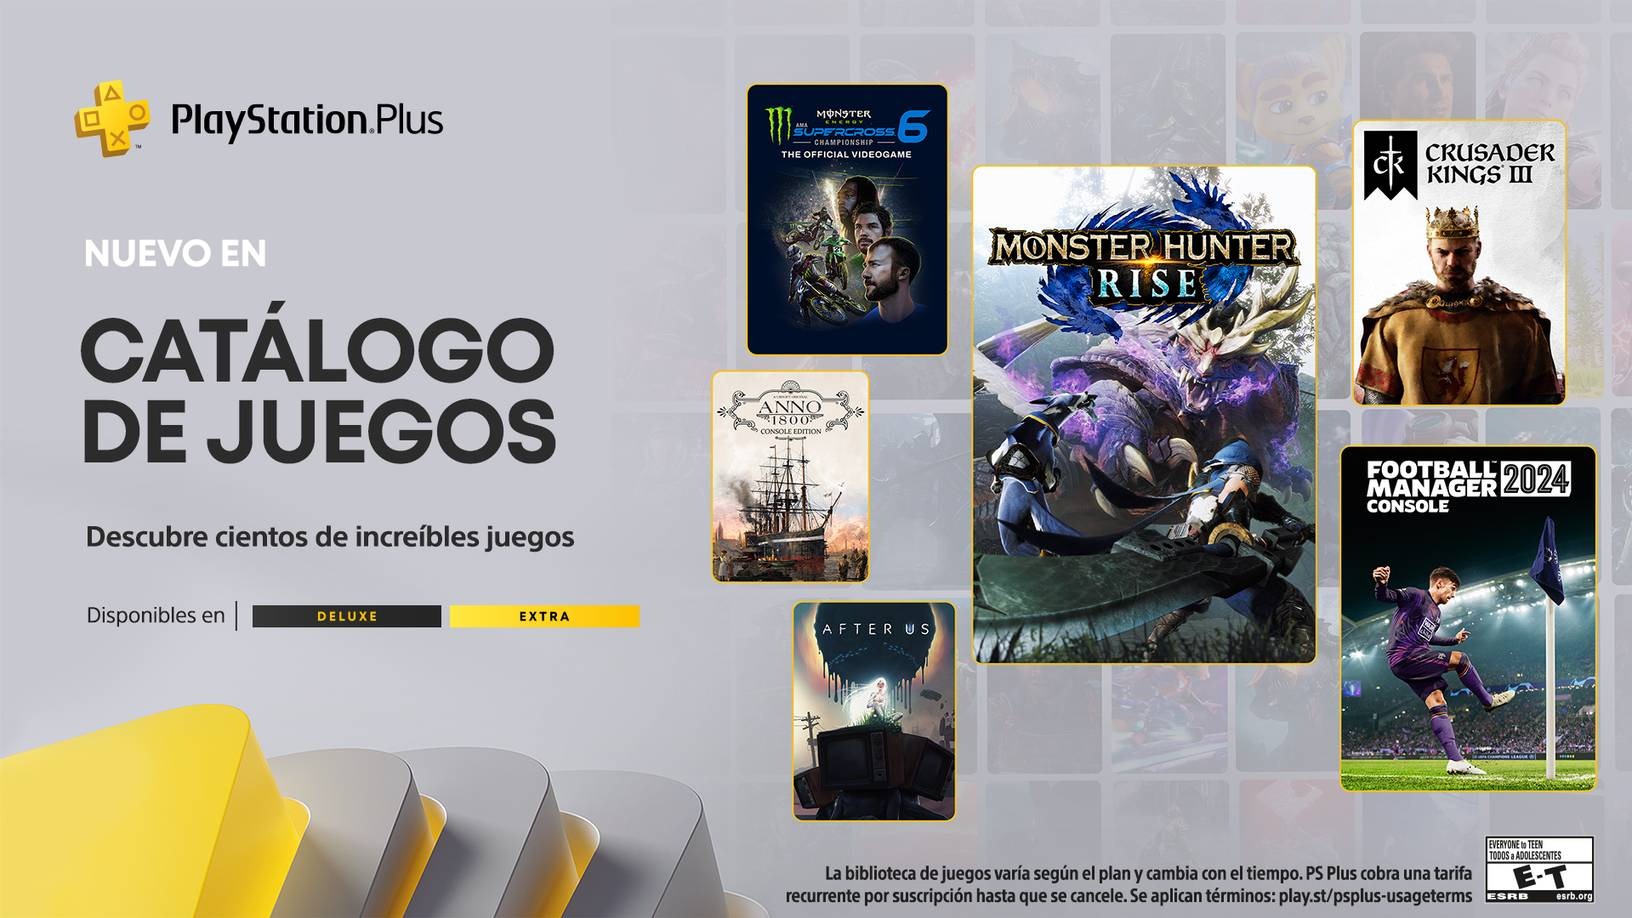 PlayStation®Plus
™
NUEVO EN
CATÁLOGO
DE JUEGOS
Descubre cientos de increíbles juegos
Disponibles en
DELUXE
EXTRA
MONSTER
ENERGY
AMA
SUPERCROSS 6
CHAMPIONSHIP
THE OFFICIAL VIDEOGAME
ANNO
1800
CONSOLE EDITION
AFTER US
MONSTER HUNTER
RISE
CK
CRUSADER
KINGS III
FOOTBALL
MANAGER 2024
CONSOLE
La biblioteca de juegos varía según el plan y cambia con el tiempo. PS Plus cobra una tarifa
recurrente por suscripción hasta que se cancele. Se aplican términos: play.st/psplus-usageterms
EVERYONE to TEEN
TODOS a ADOLESCENTES
E-T
ESRB esrb.org